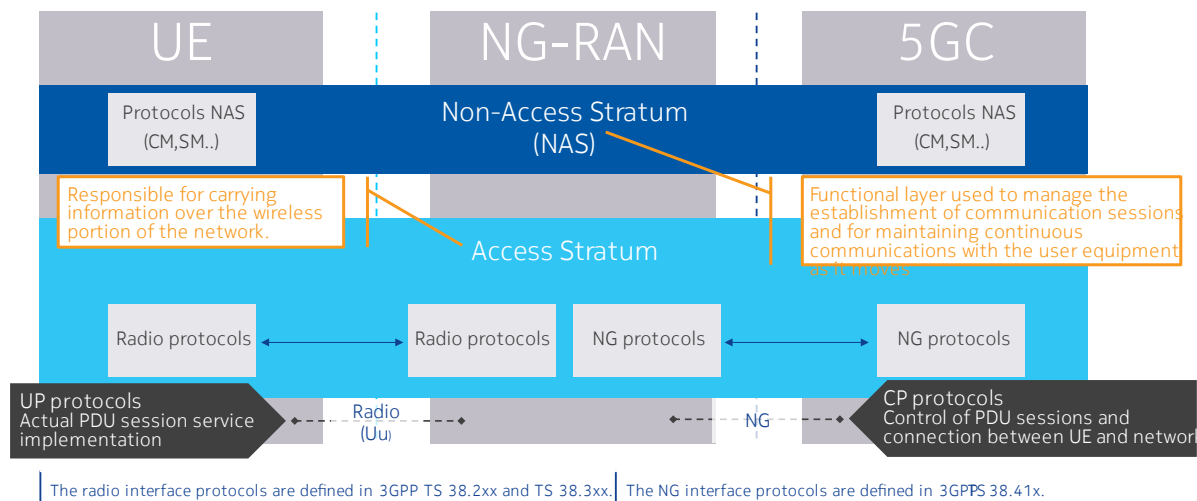 UE
NG-RAN
5GC
Protocols NAS
(CM,SM..)
Non-Access Stratum
(NAS)
Protocols NAS
(CM,SM..)
Responsible for carrying
information over the wireless
portion of the network.
Functional layer used to manage the
establishment of communication sessions
and for maintaining continuous
communications with the user equipment
as it moves
Access Stratum
Radio protocols
Radio protocols
NG protocols
NG protocols
UP protocols
Actual PDU session service
implementation
Radio
(Uu)
NG
CP protocols
Control of PDU sessions and
connection between UE and network
The radio interface protocols are defined in 3GPP TS 38.2xx and TS 38.3xx.
The NG interface protocols are defined in 3GPP TS 38.41x.